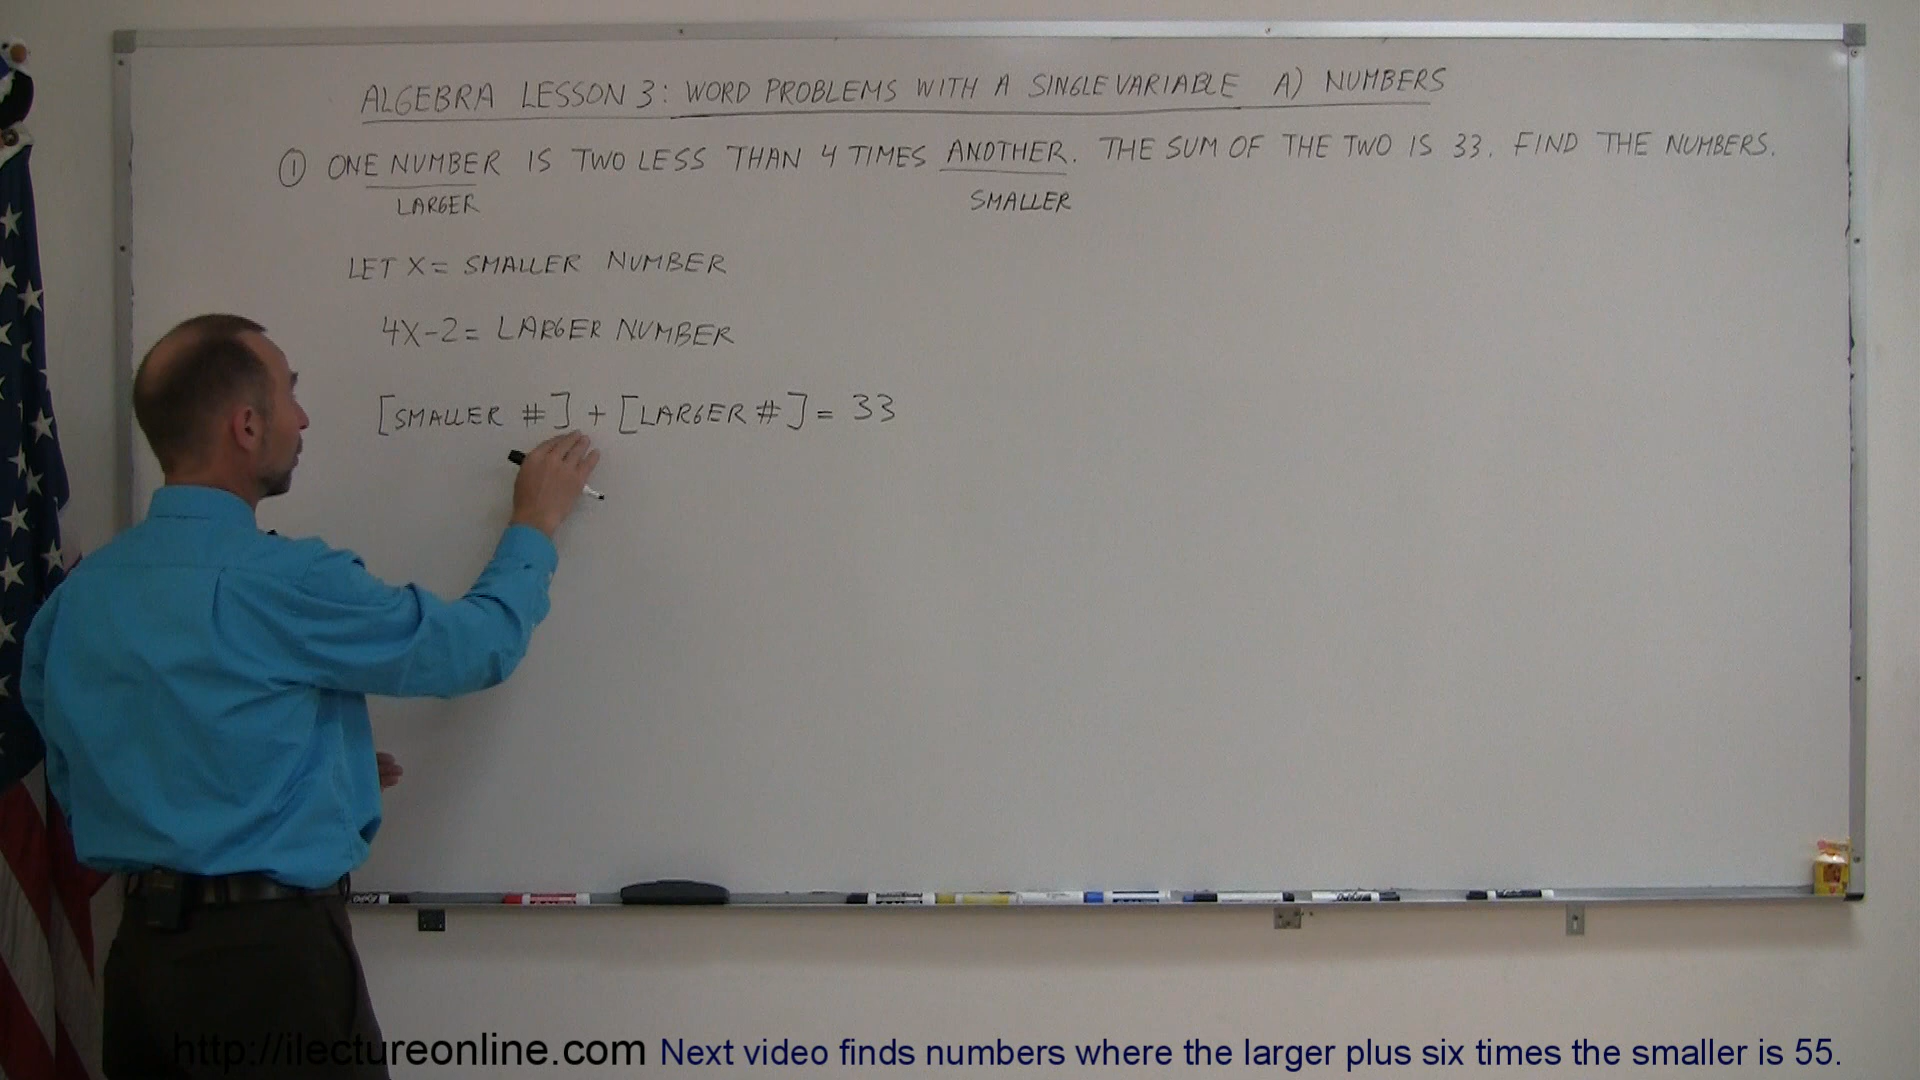 ALGEBRA LESSON 3: WORD PROBLEMS WITH A SINGLE VARIABLE A) NUMBERS
① ONE NUMBER IS TWO LESS THAN 4 TIMES ANOTHER. THE SUM OF THE TWO IS 33. FIND THE NUMBERS.
LARGER SMALLER
LET X = SMALLER NUMBER
4X-2 = LARGER NUMBER
[SMALLER #] + [LARGER #] = 33
http://ilectureonline.com Next video finds numbers where the larger plus six times the smaller is 55.